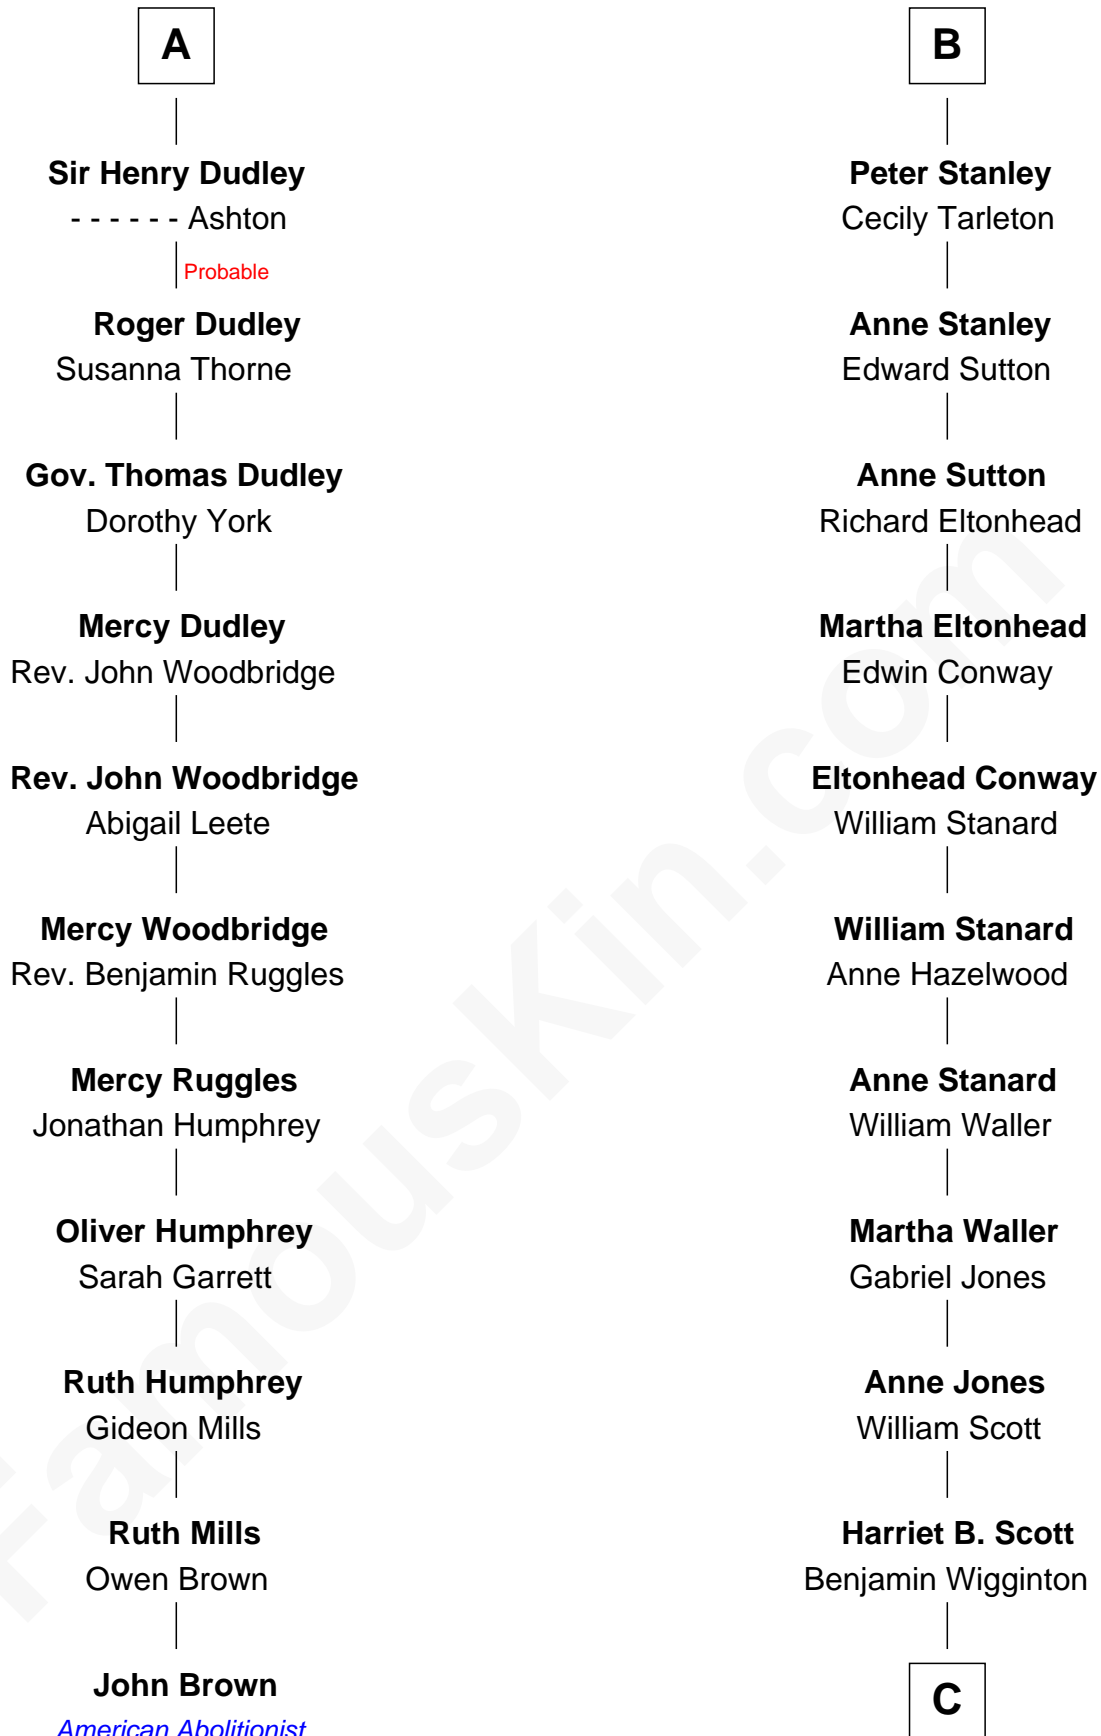 A
Sir Henry Dudley
- - - - - - Ashton
Probable
Roger Dudley
Susanna Thorne
Gov. Thomas Dudley
Dorothy York
Mercy Dudley
Rev. John Woodbridge
Rev. John Woodbridge
Abigail Leete
Mercy Woodbridge
Rev. Benjamin Ruggles
Mercy Ruggles
Jonathan Humphrey
Oliver Humphrey
Sarah Garrett
Ruth Humphrey
Gideon Mills
Ruth Mills
Owen Brown
John Brown
American Abolitionist
B
Peter Stanley
Cecily Tarleton
Anne Stanley
Edward Sutton
Anne Sutton
Richard Eltonhead
Martha Eltonhead
Edwin Conway
Eltonhead Conway
William Stanard
William Stanard
Anne Hazelwood
Anne Stanard
William Waller
Martha Waller
Gabriel Jones
Anne Jones
William Scott
Harriet B. Scott
Benjamin Wigginton
C
FamousKin.com